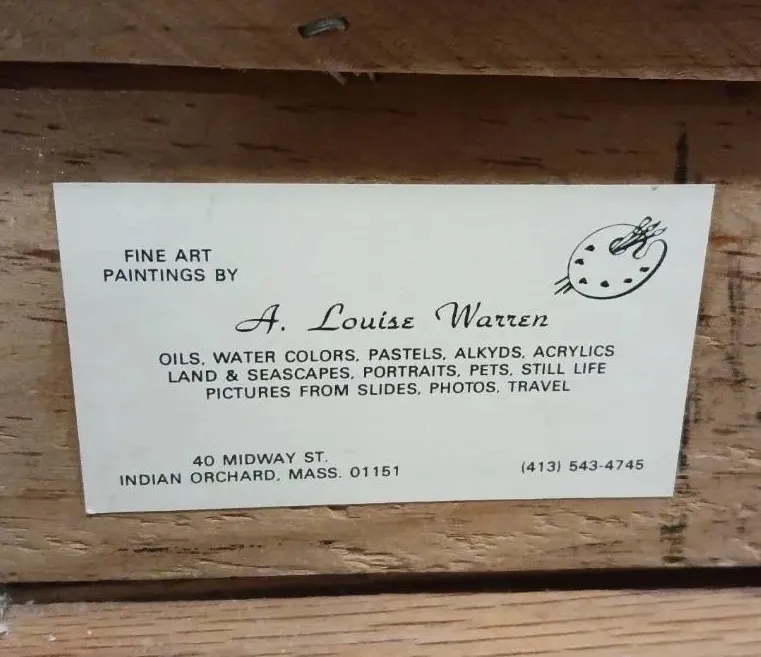 FINE ART
PAINTINGS BY
A. Louise Warren
OILS, WATER COLORS, PASTELS, ALKYDS, ACRYLICS
LAND & SEASCAPES, PORTRAITS, PETS, STILL LIFE
PICTURES FROM SLIDES, PHOTOS, TRAVEL
40 MIDWAY ST.
INDIAN ORCHARD, MASS. 01151
(413) 543-4745